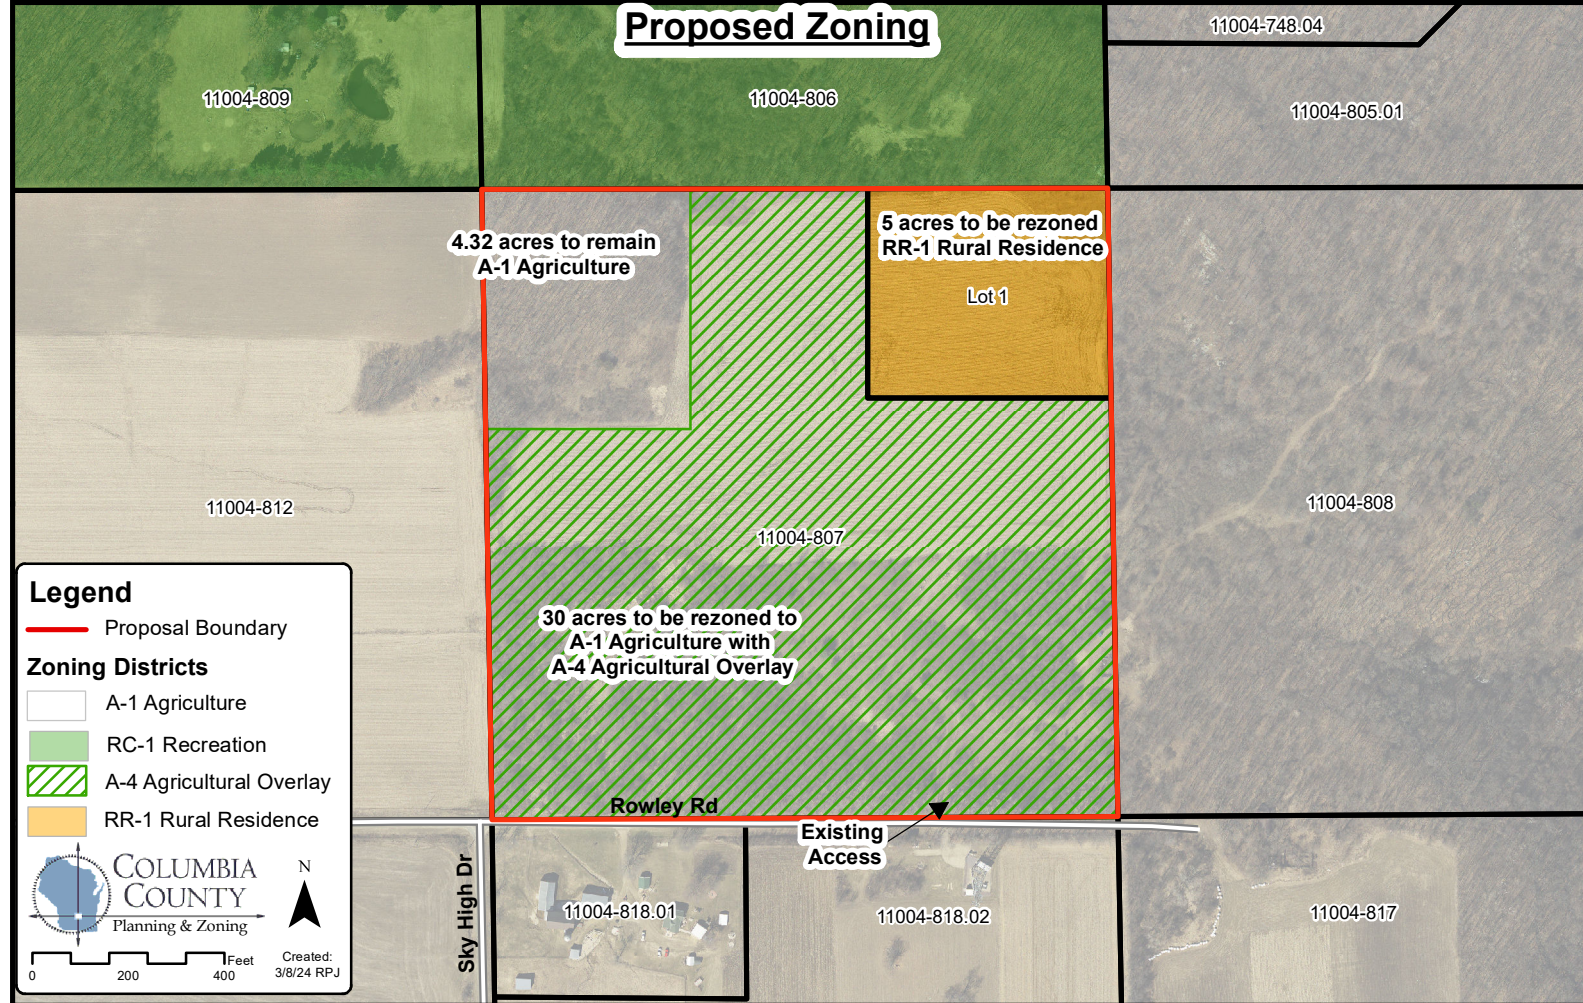 Proposed Zoning
11004-748.04
11004-809
11004-806
11004-805.01
4.32 acres to remain
A-1 Agriculture
5 acres to be rezoned
RR-1 Rural Residence
Lot 1
11004-812
11004-807
11004-808
30 acres to be rezoned to
A-1 Agriculture with
A-4 Agricultural Overlay
Rowley Rd
Existing
Access
Sky High Dr
11004-818.01
11004-818.02
11004-817
Legend
Proposal Boundary
Zoning Districts
A-1 Agriculture
RC-1 Recreation
A-4 Agricultural Overlay
RR-1 Rural Residence
COLUMBIA
COUNTY
Planning & Zoning
N
Feet
0 200 400
Created:
3/8/24 RPJ